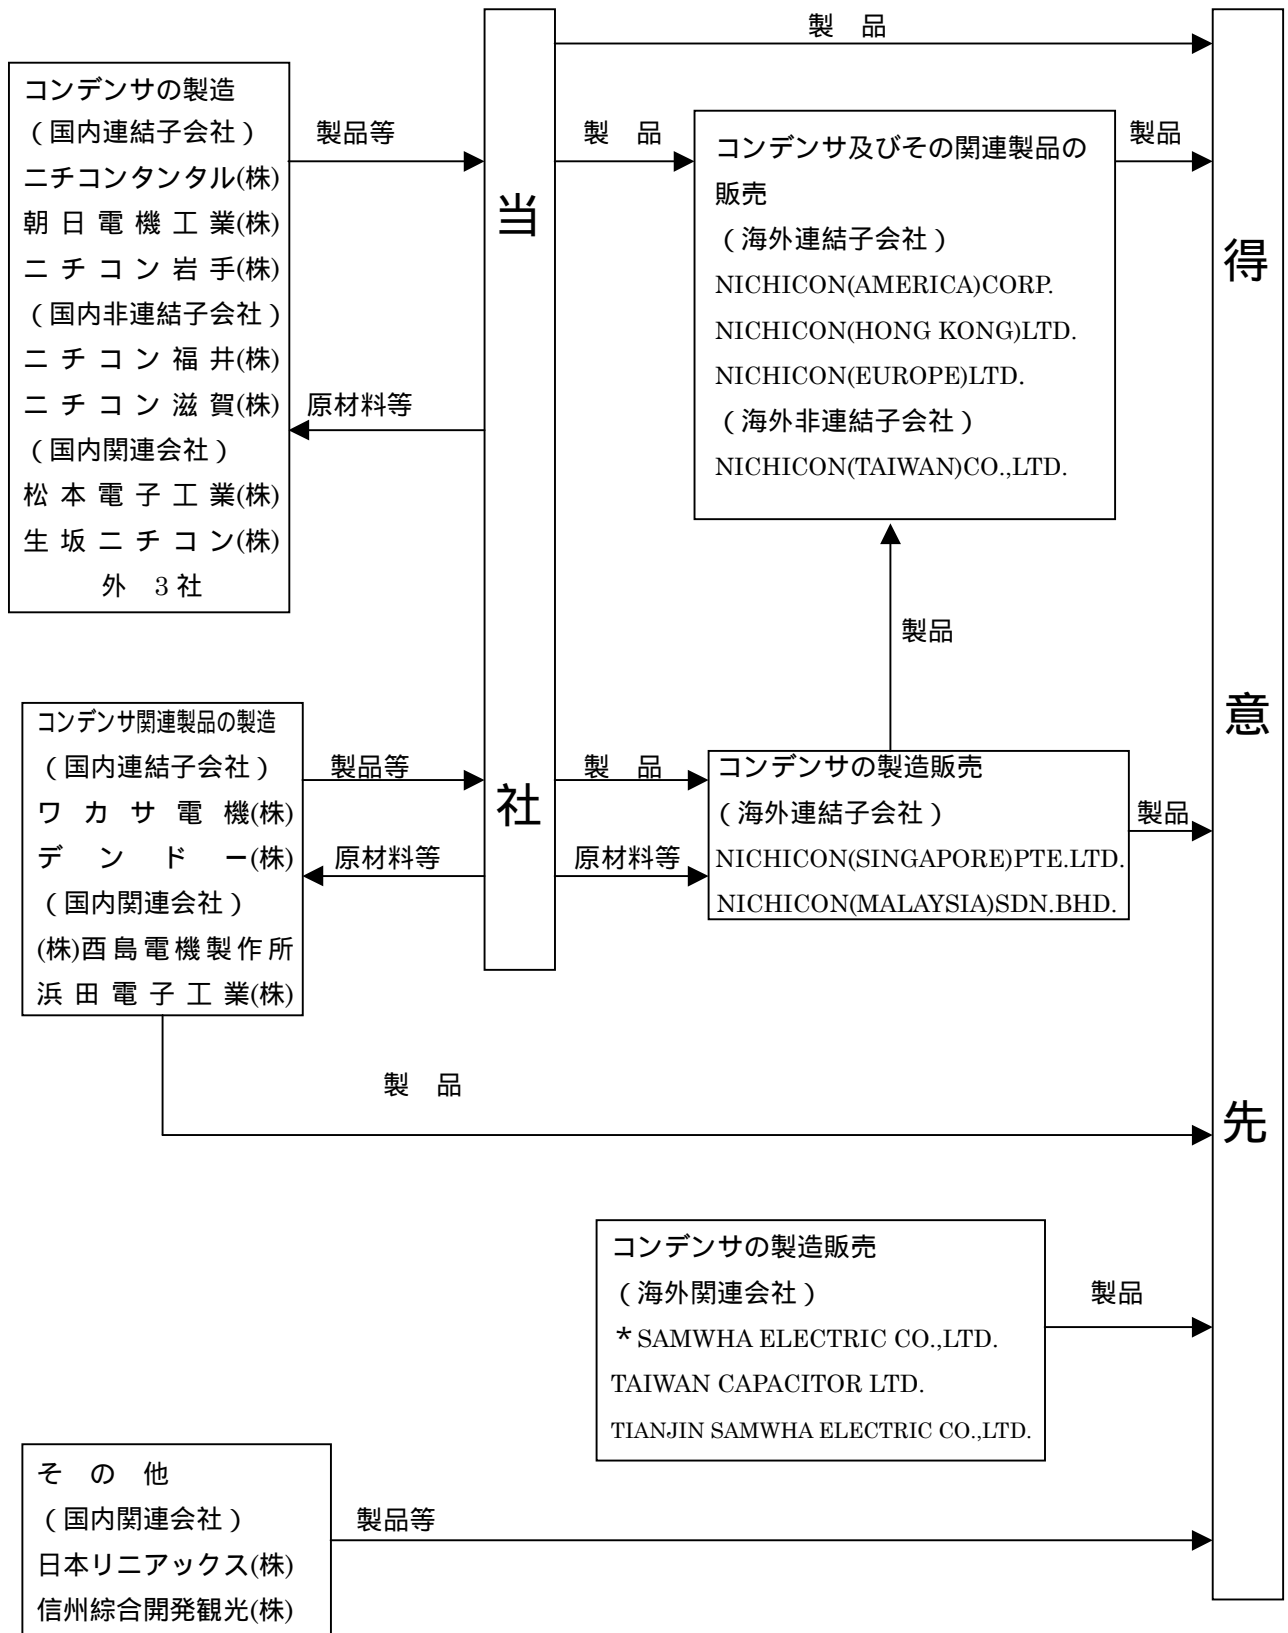 製　品
コンデンサの製造
（国内連結子会社）
ニチコンタンタル(株)
朝日電機工業(株)
ニチコン岩手(株)
（国内非連結子会社）
ニチコン福井(株)
ニチコン滋賀(株)
（国内関連会社）
松本電子工業(株)
生坂ニチコン(株)
外　3社
製品等
原材料等
当社
製　品
コンデンサ及びその関連製品の
販売
（海外連結子会社）
NICHICON(AMERICA)CORP.
NICHICON(HONG KONG)LTD.
NICHICON(EUROPE)LTD.
（海外非連結子会社）
NICHICON(TAIWAN)CO.,LTD.
製品
得意先
製品
コンデンサ関連製品の製造
（国内連結子会社）
ワカサ電機(株)
デンドー(株)
（国内関連会社）
(株)酉島電機製作所
浜田電子工業(株)
製品等
原材料等
製　品
原材料等
コンデンサの製造販売
（海外連結子会社）
NICHICON(SINGAPORE)PTE.LTD.
NICHICON(MALAYSIA)SDN.BHD.
製品
製　品
コンデンサの製造販売
（海外関連会社）
*SAMWHA ELECTRIC CO.,LTD.
TAIWAN CAPACITOR LTD.
TIANJIN SAMWHA ELECTRIC CO.,LTD.
製品
その他
（国内関連会社）
日本リニアックス(株)
信州綜合開発観光(株)
製品等